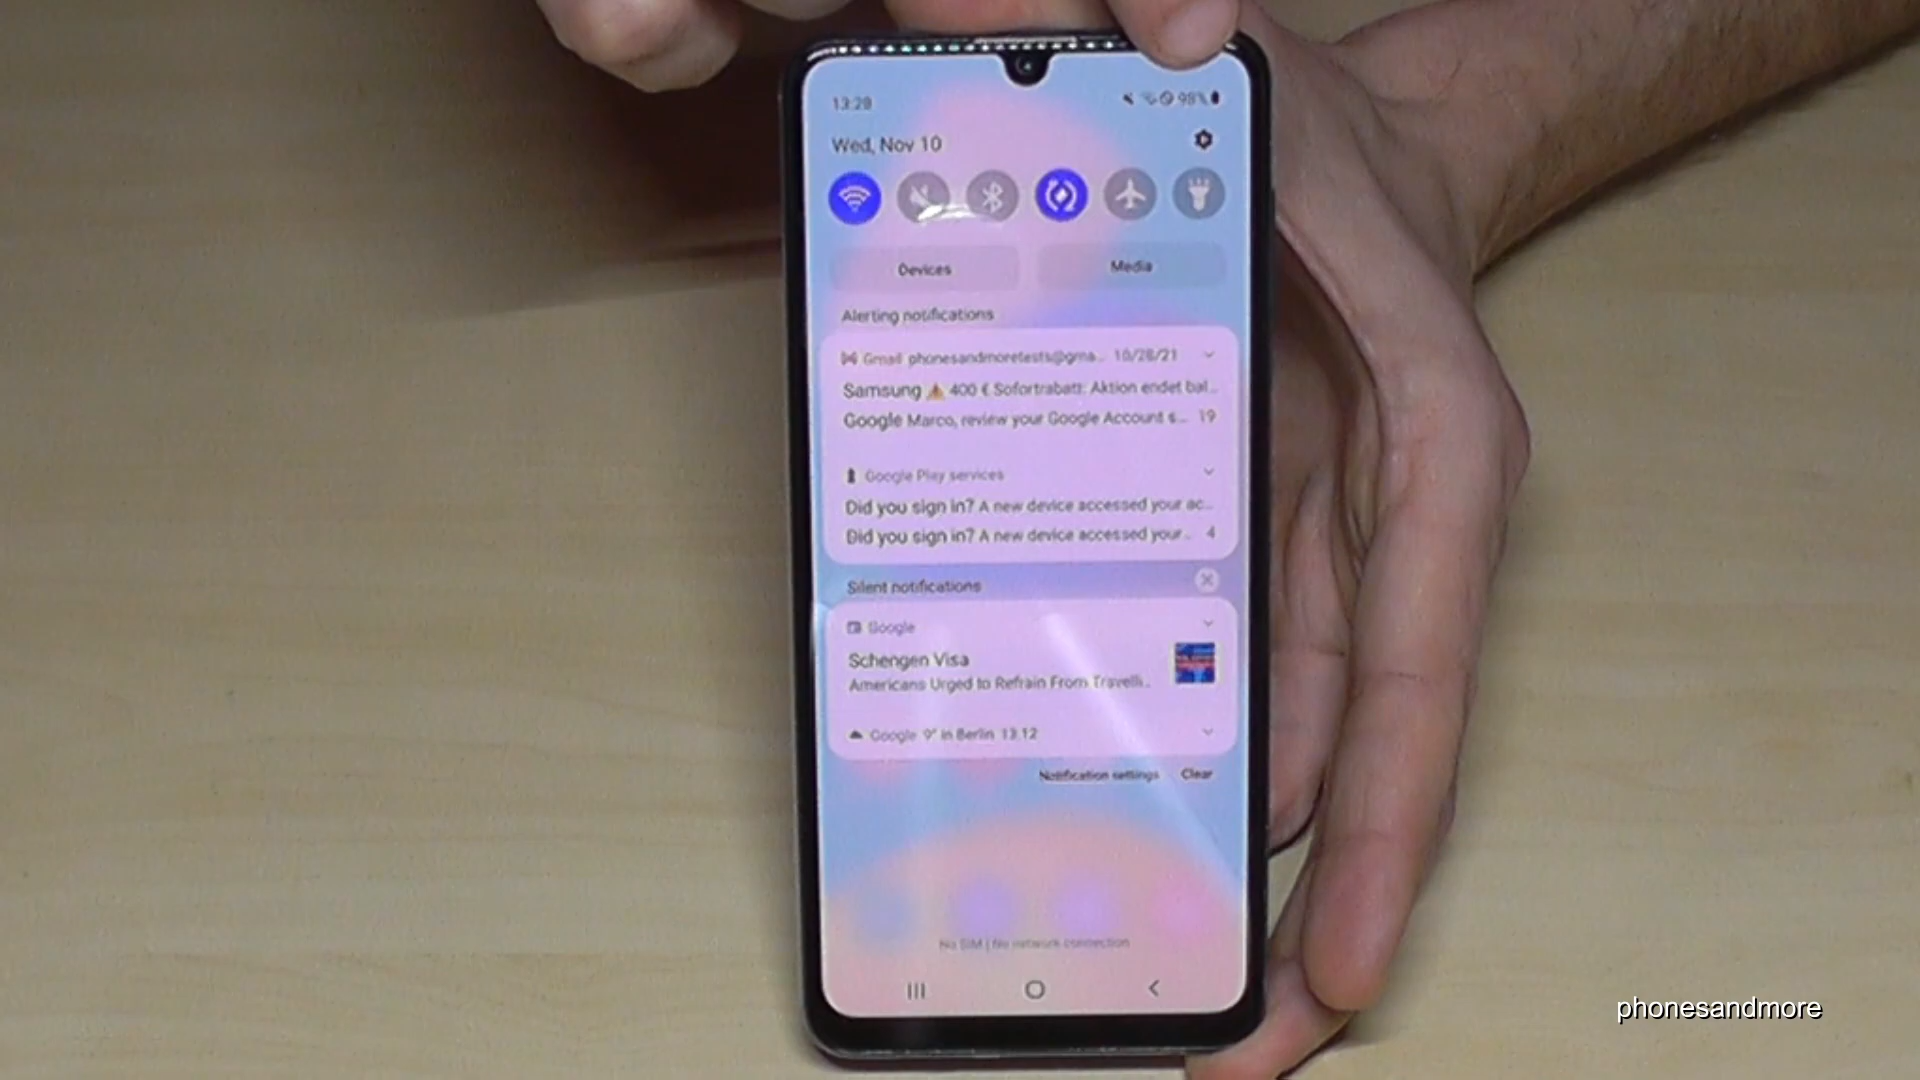 13:29
98%
Wed, Nov 10
Devices
Media
Alerting notifications
Gmail phonesandmoretests@gma... 10/28/21
Samsung ⚠ 400 € Sofortrabatt: Aktion endet bal...
Google Marco, review your Google Account s... 19
Google Play services
Did you sign in? A new device accessed your ac...
Did you sign in? A new device accessed your... 4
Silent notifications
Google
Schengen Visa
Americans Urged to Refrain From Travelli...
Google 9° in Berlin 13:12
Notification settings
Clear
No SIM | No network connection
phonesandmore